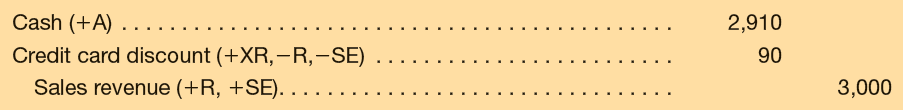 Cash (+A) . . . . . . . . . . . . . . . . . . . . . . . . . . . . . . . . . . . . . . . . . . . . . . 2,910
Credit card discount (+XR,−R,−SE) . . . . . . . . . . . . . . . . . . . . . . . . . 90
Sales revenue (+R, +SE). . . . . . . . . . . . . . . . . . . . . . . . . . . . . . . . . 3,000